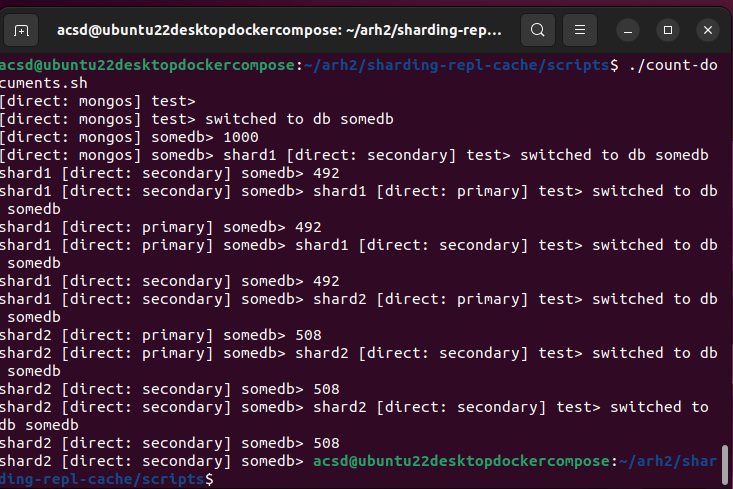 acsd@ubuntu22desktopdockercompose: ~/arh2/sharding-rep...
acsd@ubuntu22desktopdockercompose:~/arh2/sharding-repl-cache/scripts$ ./count-do
cuments.sh
[direct: mongos] test>
[direct: mongos] test> switched to db somedb
[direct: mongos] somedb> 1000
[direct: mongos] somedb> shard1 [direct: secondary] test> switched to db somedb
shard1 [direct: secondary] somedb> 492
shard1 [direct: secondary] somedb> shard1 [direct: primary] test> switched to db
 somedb
shard1 [direct: primary] somedb> 492
shard1 [direct: primary] somedb> shard1 [direct: secondary] test> switched to db
 somedb
shard1 [direct: secondary] somedb> 492
shard1 [direct: secondary] somedb> shard2 [direct: primary] test> switched to db
 somedb
shard2 [direct: primary] somedb> 508
shard2 [direct: primary] somedb> shard2 [direct: secondary] test> switched to db
 somedb
shard2 [direct: secondary] somedb> 508
shard2 [direct: secondary] somedb> shard2 [direct: secondary] test> switched to
db somedb
shard2 [direct: secondary] somedb> 508
shard2 [direct: secondary] somedb> acsd@ubuntu22desktopdockercompose:~/arh2/shar
ding-repl-cache/scripts$